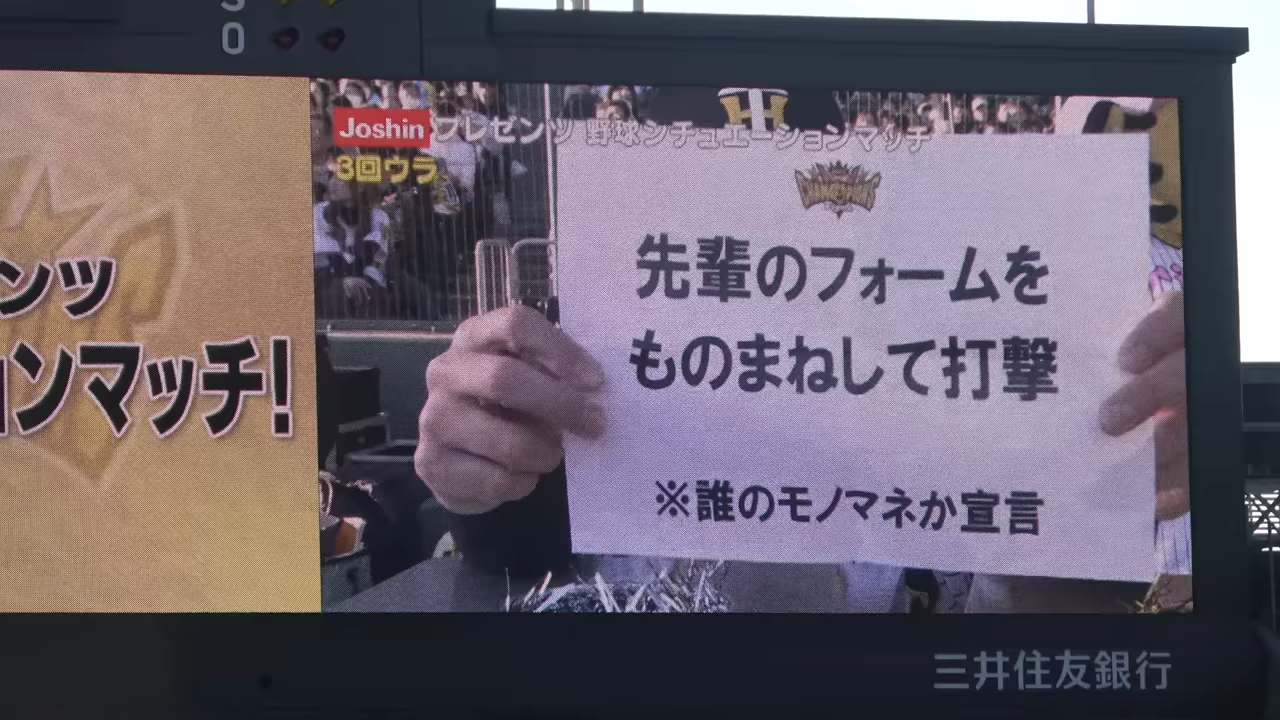 0
ンツ
ョンマッチ!
Joshin プレゼンツ 野球シチュエーションマッチ
3回ウラ
CHAMPIONS
先輩のフォームを
ものまねして打撃
※誰のモノマネか宣言
三井住友銀行